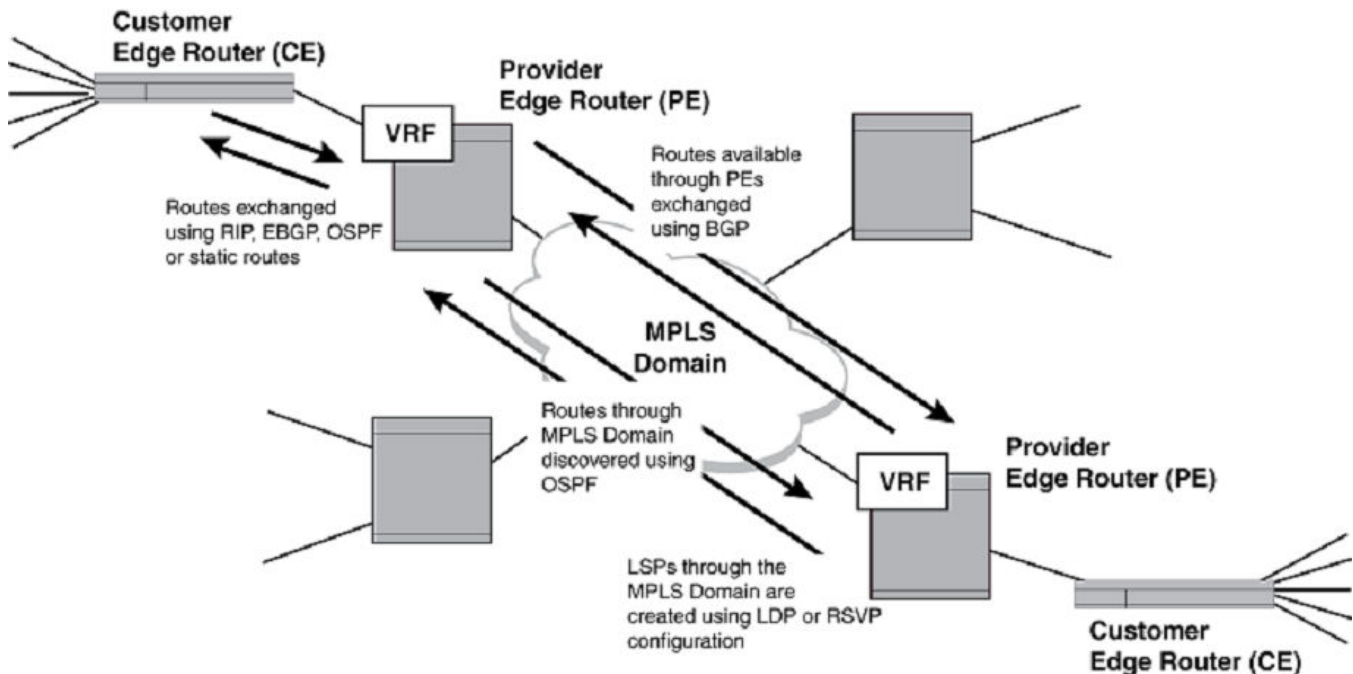 Customer
Edge Router (CE)
Provider
Edge Router (PE)
VRF
Routes available
through PEs
exchanged
using BGP
Routes exchanged
using RIP, EBGP, OSPF
or static routes
MPLS
Domain
Routes through
MPLS Domain
discovered using
OSPF
Provider
Edge Router (PE)
VRF
LSPs through the
MPLS Domain are
created using LDP or RSVP
configuration
Customer
Edge Router (CE)